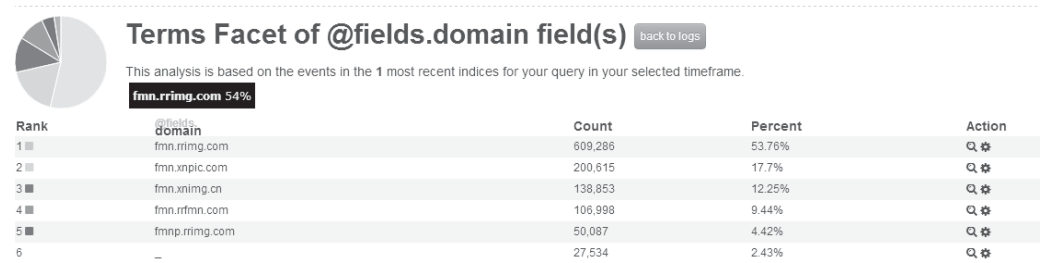 Terms Facet of @fields.domain field(s) back to logs
This analysis is based on the events in the 1 most recent indices for your query in your selected timeframe.
fmn.rrimg.com 54%
Rank @fields.domain Count Percent Action
1 fmn.rrimg.com 609,286 53.76%
2 fmn.xnpic.com 200,615 17.7%
3 fmn.xnimg.cn 138,853 12.25%
4 fmn.rrfmn.com 106,998 9.44%
5 fmnp.rrimg.com 50,087 4.42%
6 _ 27,534 2.43%